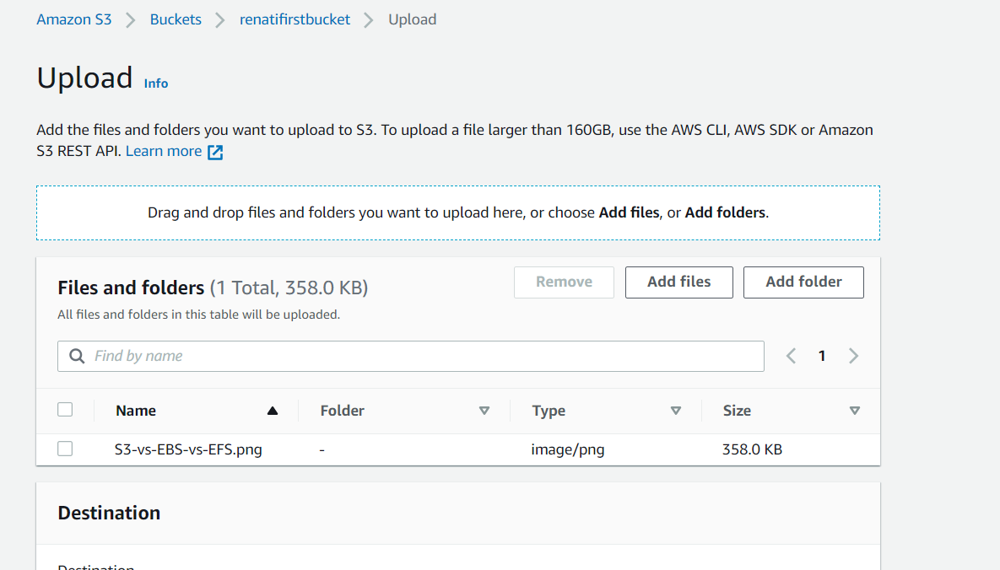 Amazon S3 > Buckets > renatifirstbucket > Upload
Upload Info
Add the files and folders you want to upload to S3. To upload a file larger than 160GB, use the AWS CLI, AWS SDK or Amazon
S3 REST API. Learn more
Drag and drop files and folders you want to upload here, or choose Add files, or Add folders.
Files and folders (1 Total, 358.0 KB)
Remove
Add files
Add folder
All files and folders in this table will be uploaded.
Find by name
1
Name Folder Type Size
S3-vs-EBS-vs-EFS.png - image/png 358.0 KB
Destination
Destination